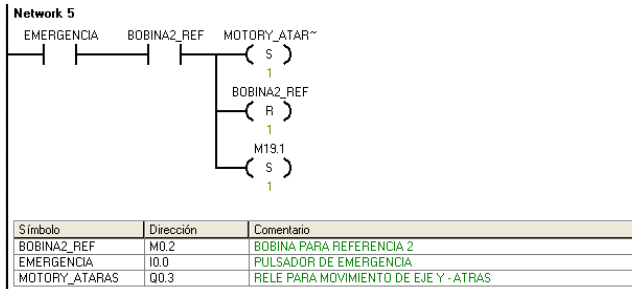 Network 5
EMERGENCIA BOBINA2_REF MOTORY_ATAR~
S
1
BOBINA2_REF
R
1
M19.1
S
1
Símbolo Dirección Comentario
BOBINA2_REF M0.2 BOBINA PARA REFERENCIA 2
EMERGENCIA I0.0 PULSADOR DE EMERGENCIA
MOTORY_ATARAS Q0.3 RELE PARA MOVIMIENTO DE EJE Y - ATRAS